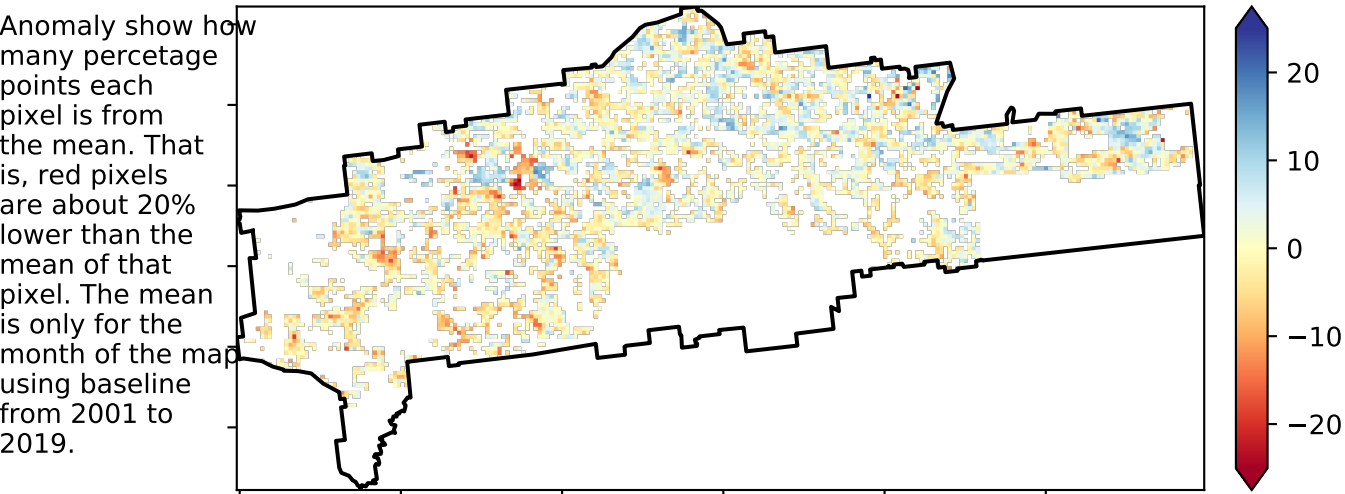 Anomaly show how
many percetage
points each
pixel is from
the mean. That
is, red pixels
are about 20%
lower than the
mean of that
pixel. The mean
is only for the
month of the map
using baseline
from 2001 to
2019.
20
10
0
−10
−20